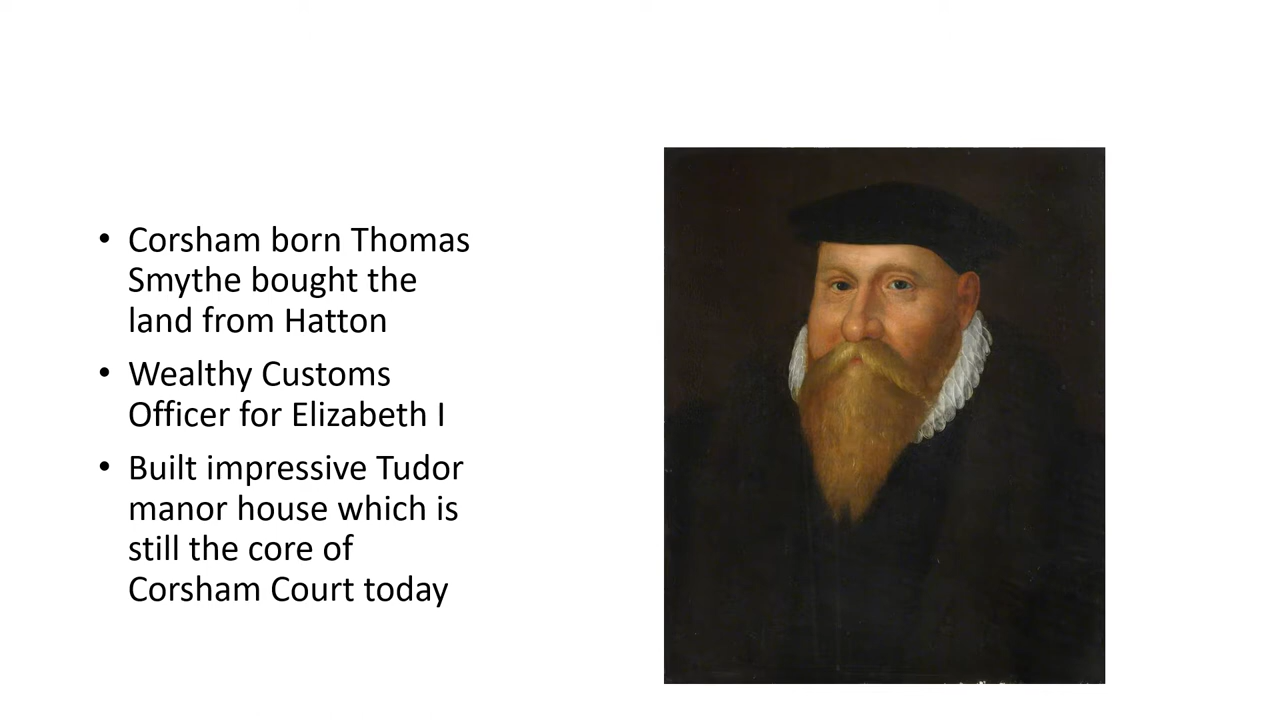 • Corsham born Thomas
Smythe bought the
land from Hatton
• Wealthy Customs
Officer for Elizabeth I
• Built impressive Tudor
manor house which is
still the core of
Corsham Court today